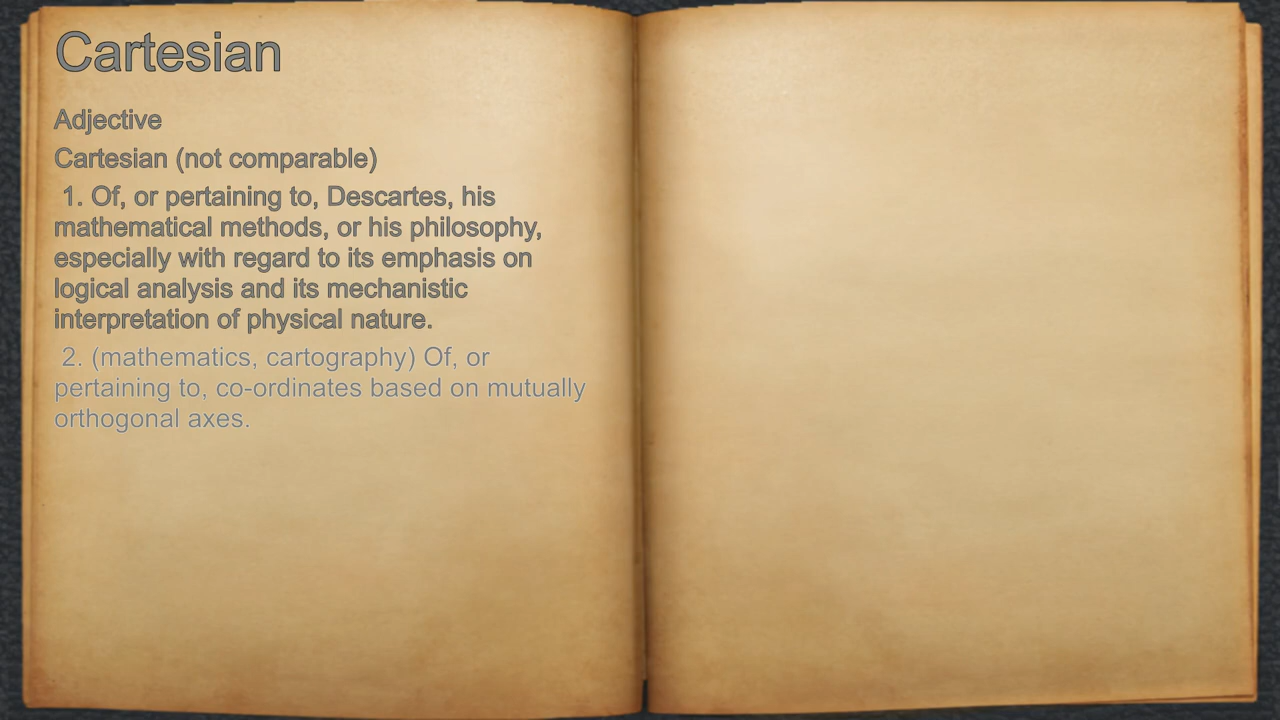 Cartesian
Adjective
Cartesian (not comparable)
1. Of, or pertaining to, Descartes, his
mathematical methods, or his philosophy,
especially with regard to its emphasis on
logical analysis and its mechanistic
interpretation of physical nature.
2. (mathematics, cartography) Of, or
pertaining to, co-ordinates based on mutually
orthogonal axes.